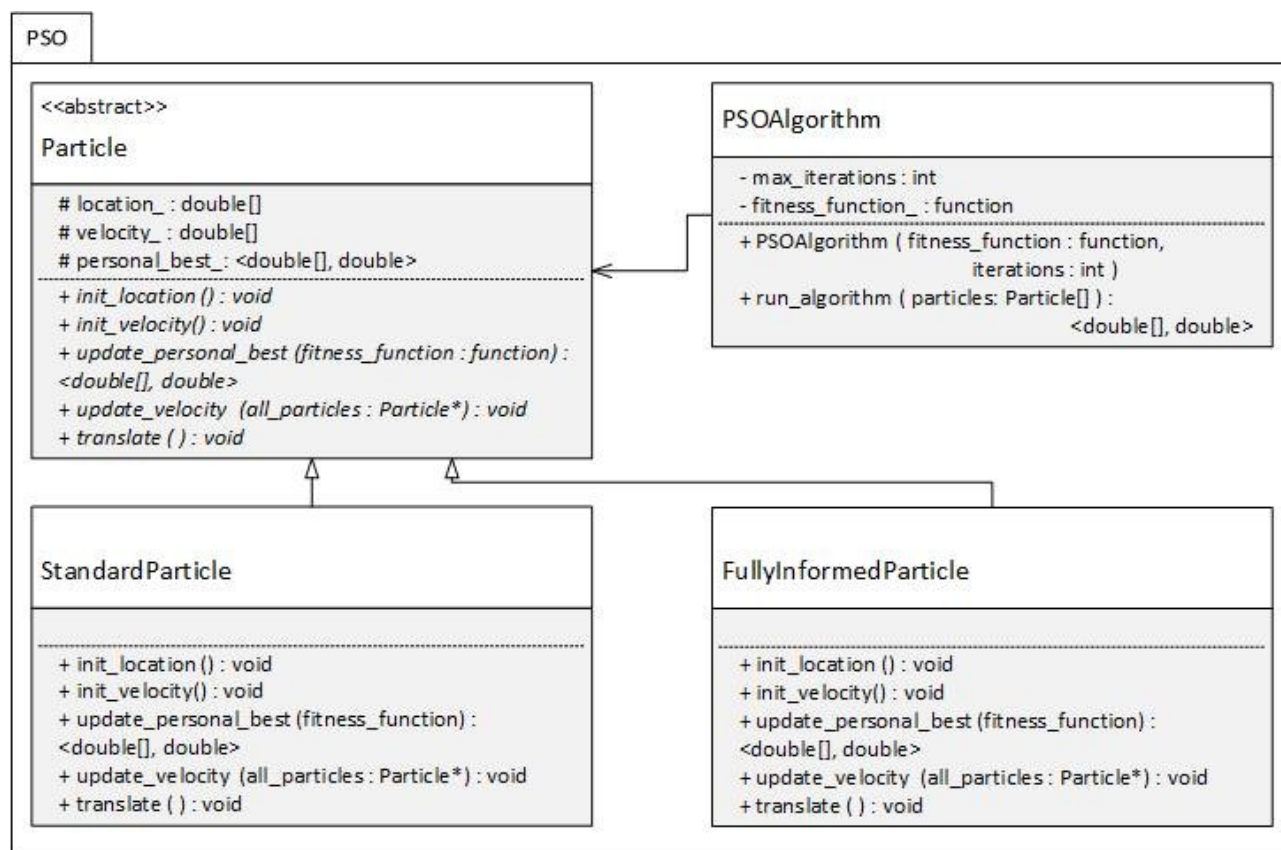 PSO
<<abstract>>
Particle
# location_ : double[]
# velocity_ : double[]
# personal_best_: <double[], double>
+ init_location () : void
+ init_velocity() : void
+ update_personal_best (fitness_function : function) :
<double[], double>
+ update_velocity (all_particles : Particle*) : void
+ translate ( ) : void
PSOAlgorithm
- max_iterations : int
- fitness_function_ : function
+ PSOAlgorithm ( fitness_function : function,
iterations : int )
+ run_algorithm ( particles: Particle[] ) :
<double[], double>
StandardParticle
+ init_location () : void
+ init_velocity() : void
+ update_personal_best (fitness_function) :
<double[], double>
+ update_velocity (all_particles : Particle*) : void
+ translate ( ) : void
FullyInformedParticle
+ init_location () : void
+ init_velocity() : void
+ update_personal_best (fitness_function) :
<double[], double>
+ update_velocity (all_particles : Particle*) : void
+ translate ( ) : void